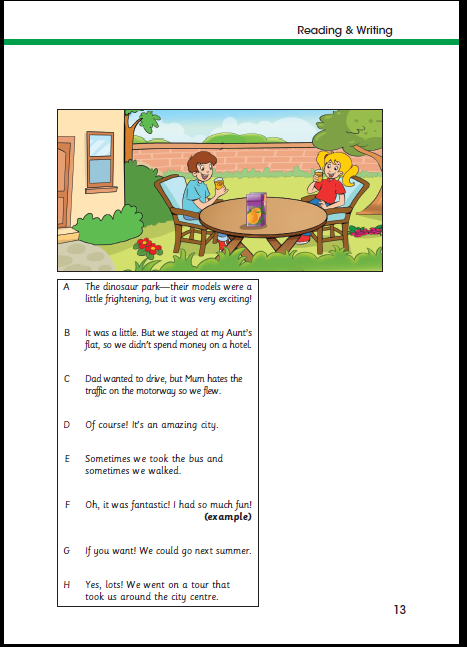 Reading & Writing
A The dinosaur park—their models were a
little frightening, but it was very exciting!
B It was a little. But we stayed at my Aunt's
flat, so we didn't spend money on a hotel.
C Dad wanted to drive, but Mum hates the
traffic on the motorway so we flew.
D Of course! It's an amazing city.
E Sometimes we took the bus and
sometimes we walked.
F Oh, it was fantastic! I had so much fun!
(example)
G If you want! We could go next summer.
H Yes, lots! We went on a tour that
took us around the city centre.
13